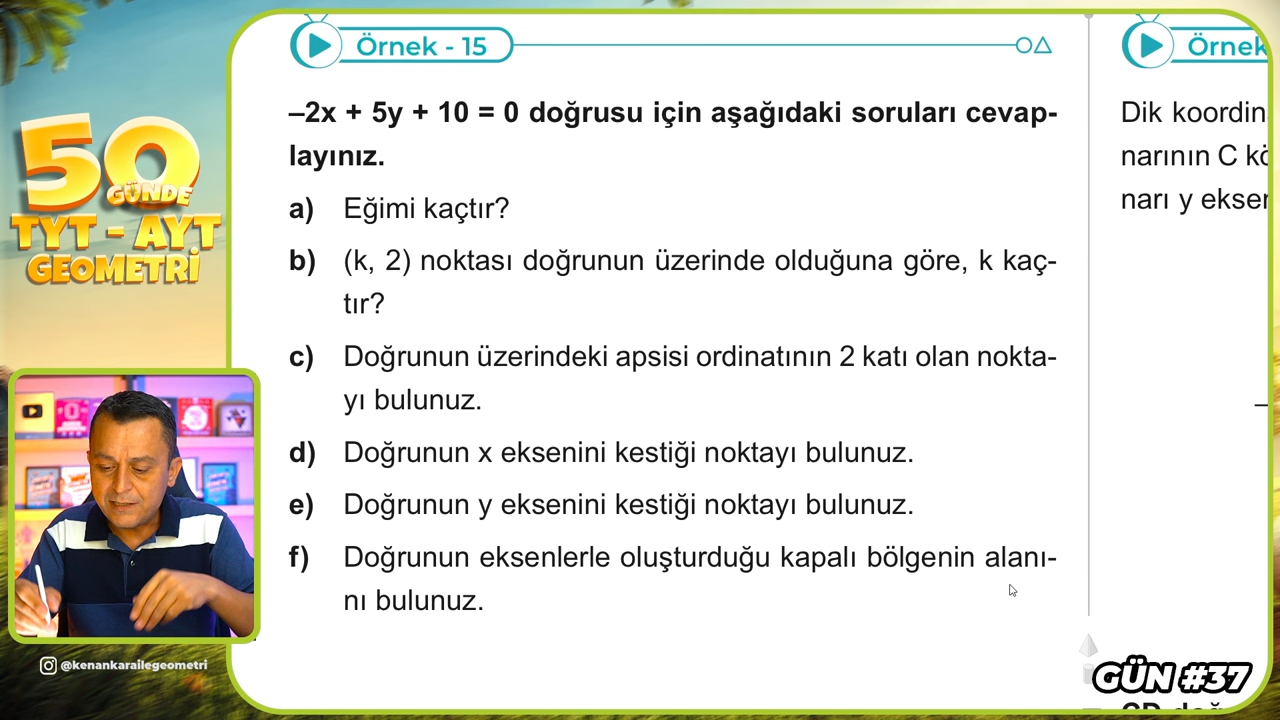 50
GÜNDE
TYT - AYT
GEOMETRİ
Örnek - 15
–2x + 5y + 10 = 0 doğrusu için aşağıdaki soruları cevap-
layınız.
a) Eğimi kaçtır?
b) (k, 2) noktası doğrunun üzerinde olduğuna göre, k kaç-
tır?
c) Doğrunun üzerindeki apsisi ordinatının 2 katı olan nokta-
yı bulunuz.
d) Doğrunun x eksenini kestiği noktayı bulunuz.
e) Doğrunun y eksenini kestiği noktayı bulunuz.
f) Doğrunun eksenlerle oluşturduğu kapalı bölgenin alanı-
nı bulunuz.
Örnek
Dik koordin
narının C kö
narı y ekser
@kenankarailegeometri
GÜN #37